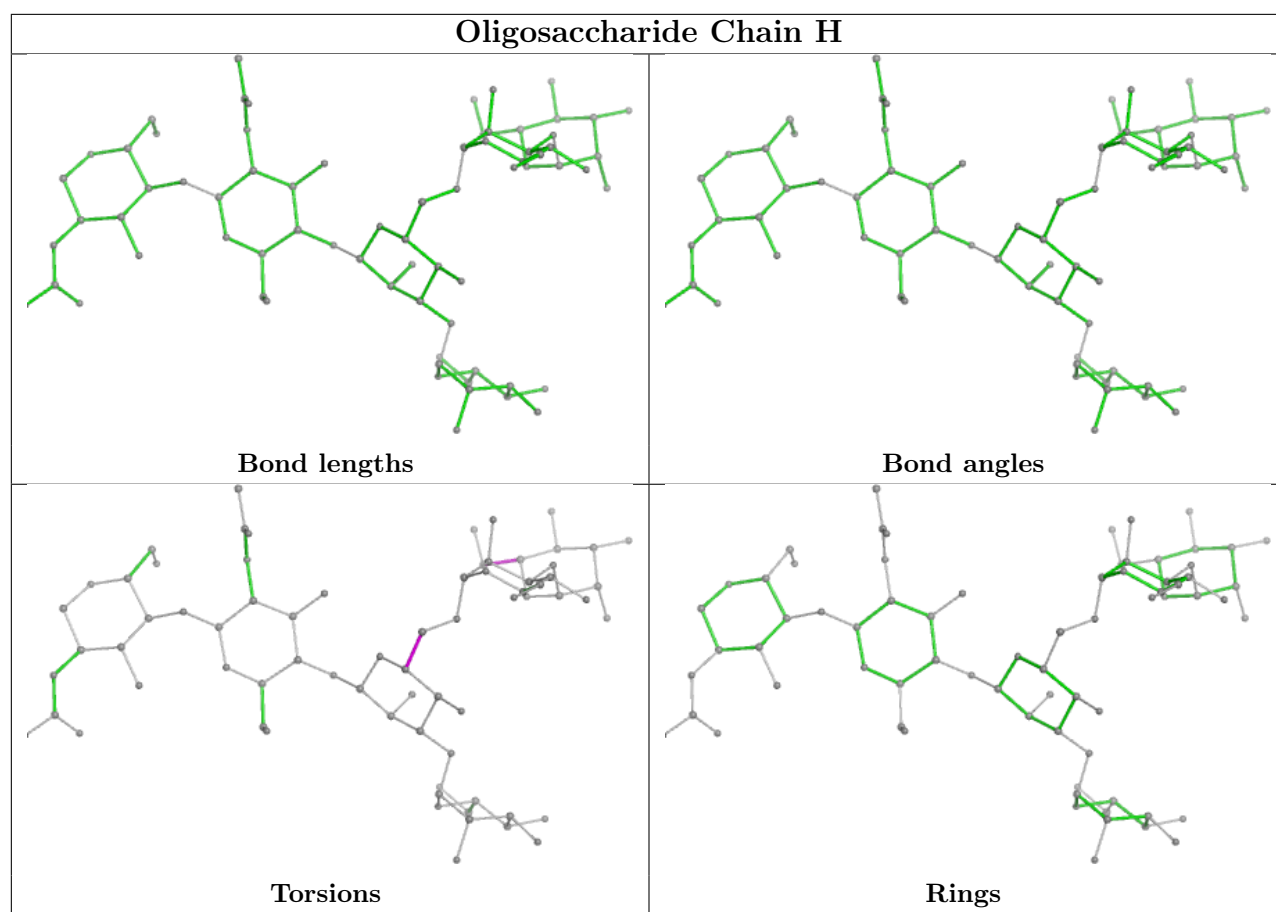 Oligosaccharide Chain H
Bond lengths
Bond angles
Torsions
Rings